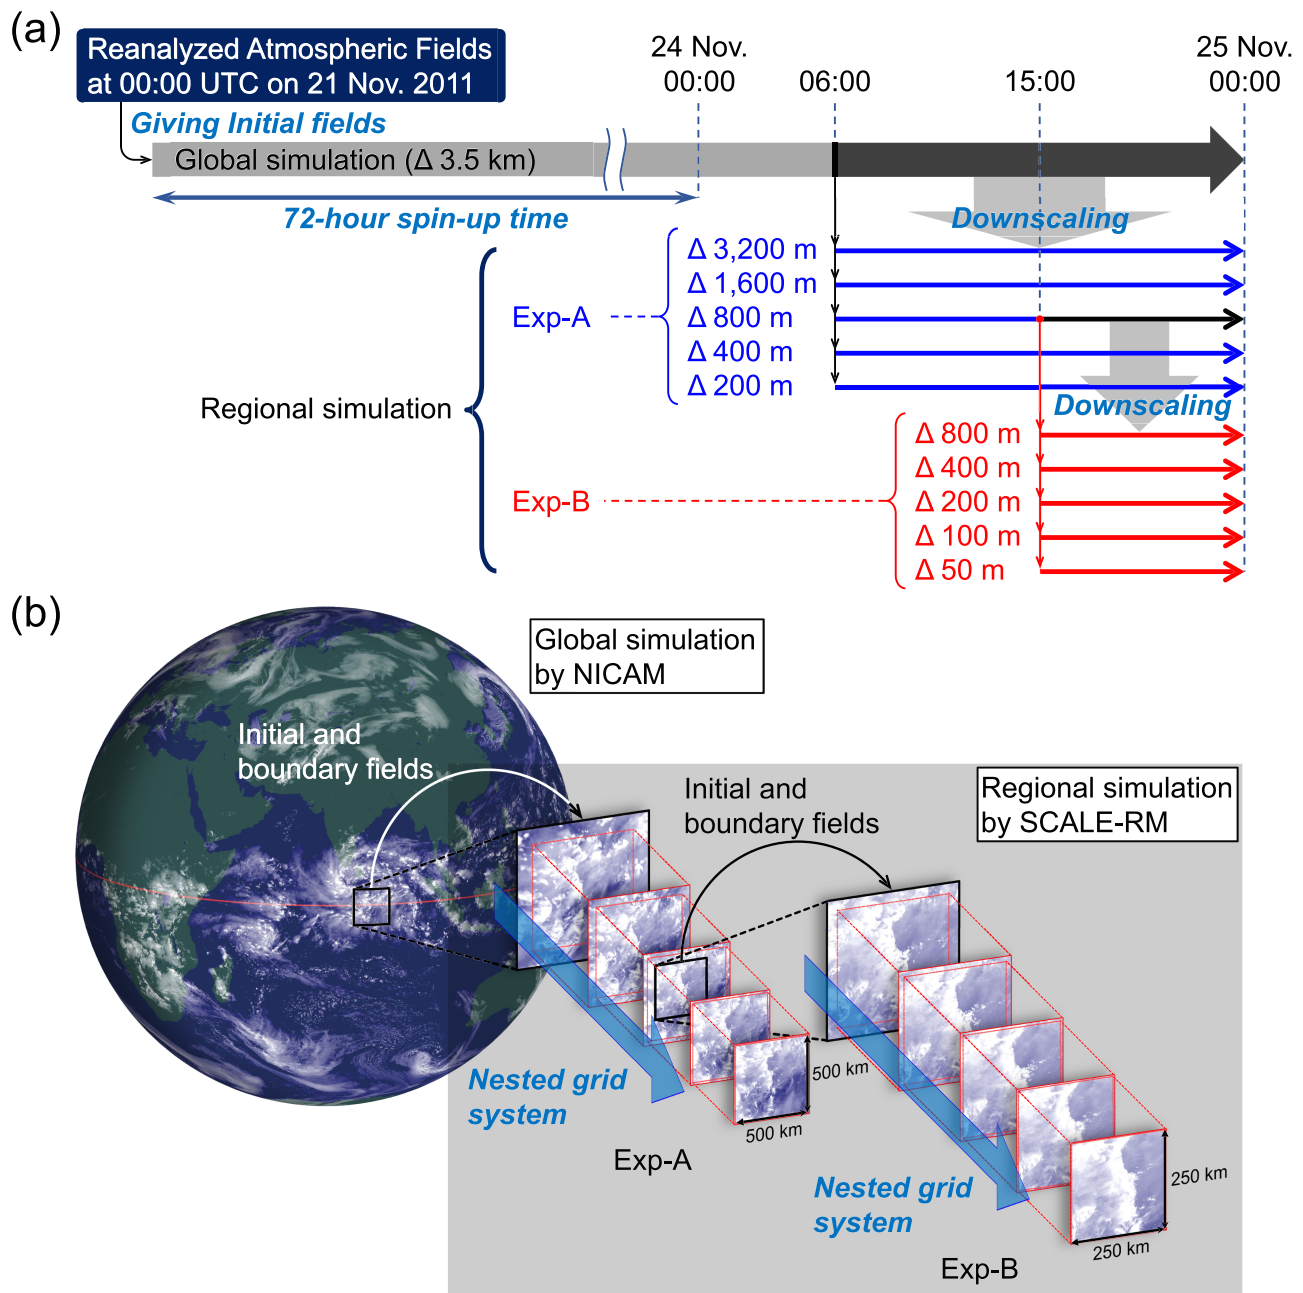 (a)
Reanalyzed Atmospheric Fields
at 00:00 UTC on 21 Nov. 2011
24 Nov.
00:00
06:00
15:00
25 Nov.
00:00
Giving Initial fields
Global simulation (Δ 3.5 km)
72-hour spin-up time
Downscaling
Regional simulation
Exp-A
Δ 3,200 m
Δ 1,600 m
Δ 800 m
Δ 400 m
Δ 200 m
Downscaling
Exp-B
Δ 800 m
Δ 400 m
Δ 200 m
Δ 100 m
Δ 50 m
(b)
Global simulation
by NICAM
Initial and
boundary fields
Initial and
boundary fields
Regional simulation
by SCALE-RM
Nested grid
system
500 km
500 km
Exp-A
Nested grid
system
250 km
250 km
Exp-B